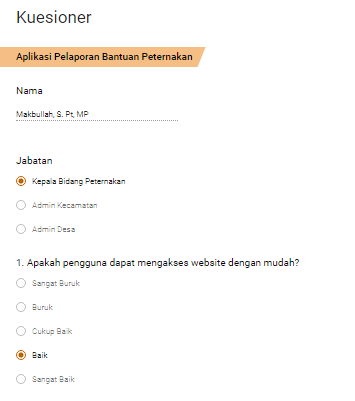 Kuesioner
Aplikasi Pelaporan Bantuan Peternakan
Nama
Makbullah, S. Pt, MP
Jabatan
Kepala Bidang Peternakan
Admin Kecamatan
Admin Desa
1. Apakah pengguna dapat mengakses website dengan mudah?
Sangat Buruk
Buruk
Cukup Baik
Baik
Sangat Baik